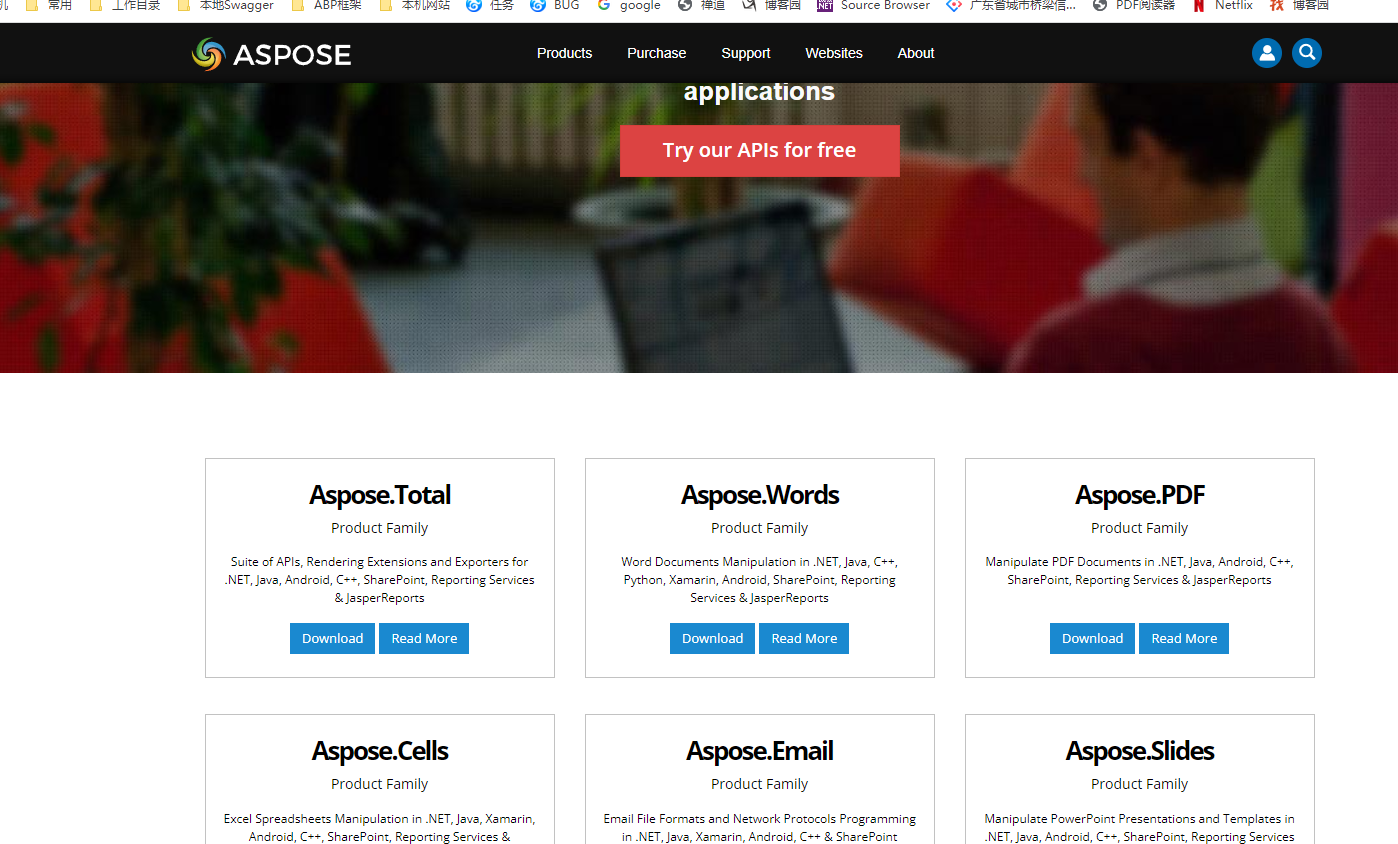 常用 工作目录 本地Swagger ABP框架 本机网站 任务 BUG google 禅道 博客园 Source Browser 广东省城市桥梁信... PDF阅读器 Netflix 博客园
ASPOSE Products Purchase Support Websites About
applications
Try our APIs for free
Aspose.Total
Product Family
Suite of APIs, Rendering Extensions and Exporters for
.NET, Java, Android, C++, SharePoint, Reporting Services
& JasperReports
Download Read More
Aspose.Words
Product Family
Word Documents Manipulation in .NET, Java, C++,
Python, Xamarin, Android, SharePoint, Reporting
Services & JasperReports
Download Read More
Aspose.PDF
Product Family
Manipulate PDF Documents in .NET, Java, Android, C++,
SharePoint, Reporting Services & JasperReports
Download Read More
Aspose.Cells
Product Family
Excel Spreadsheets Manipulation in .NET, Java, Xamarin,
Android, C++, SharePoint, Reporting Services &
Aspose.Email
Product Family
Email File Formats and Network Protocols Programming
in .NET, Java, Xamarin, Android, C++ & SharePoint
Aspose.Slides
Product Family
Manipulate PowerPoint Presentations and Templates in
.NET, Java, Android, C++, SharePoint, Reporting Services